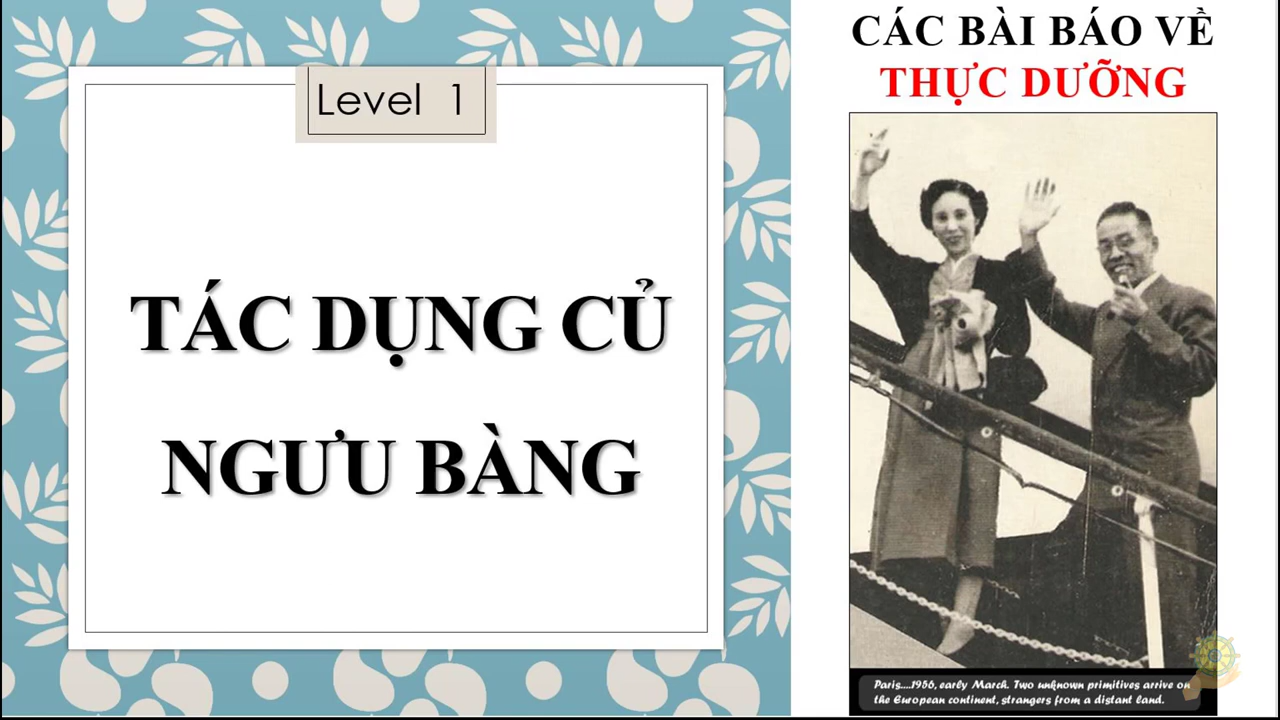 Level 1
TÁC DỤNG CỦ
NGƯU BÀNG
CÁC BÀI BÁO VỀ
THỰC DƯỠNG
Paris....1956, early March. Two unknown primitives arrive on
the European continent, strangers from a distant land.